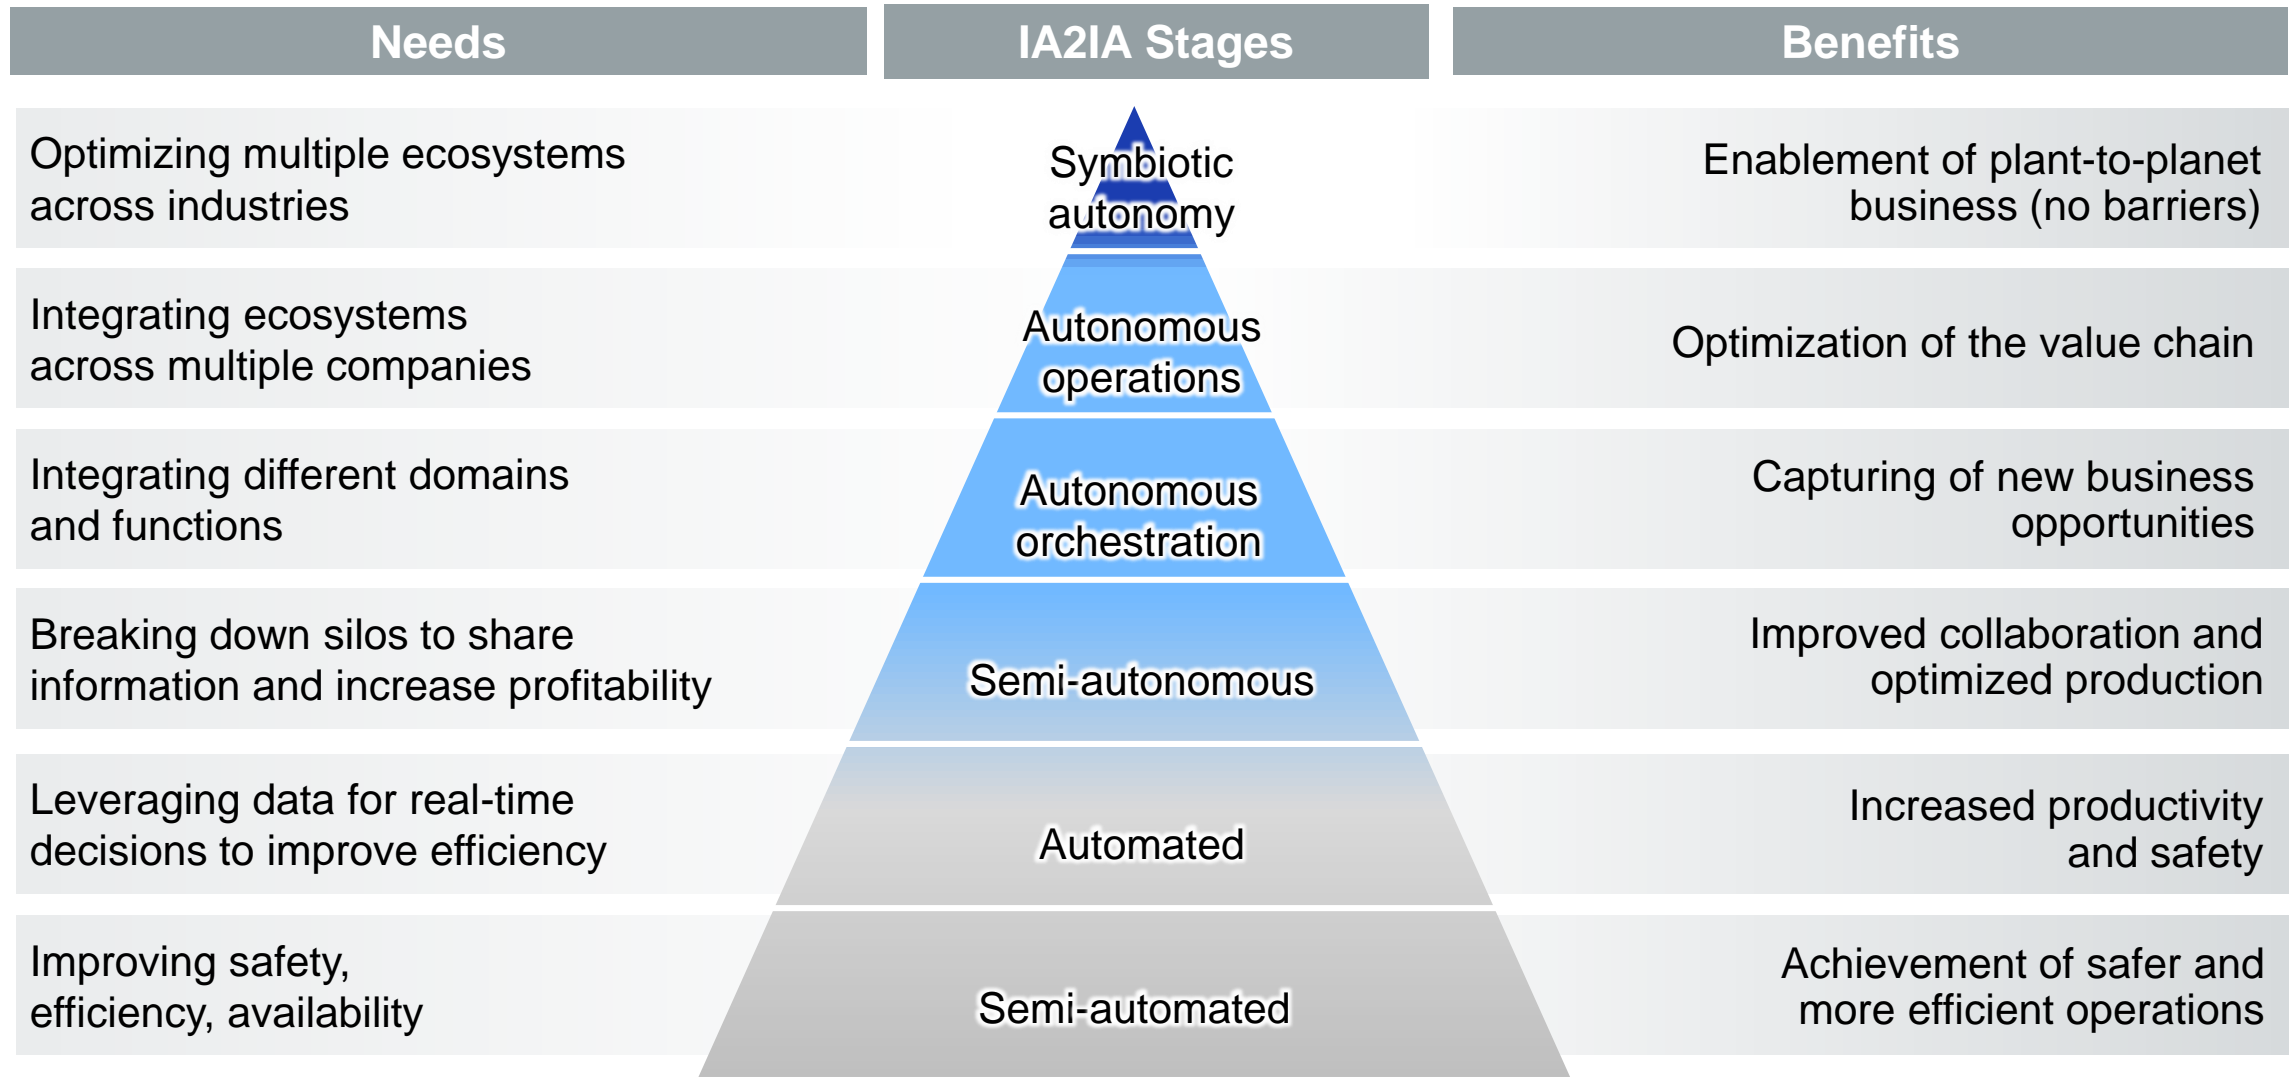 Needs
IA2IA Stages
Benefits
Optimizing multiple ecosystems
across industries
Symbiotic
autonomy
Enablement of plant-to-planet
business (no barriers)
Integrating ecosystems
across multiple companies
Autonomous
operations
Optimization of the value chain
Integrating different domains
and functions
Autonomous
orchestration
Capturing of new business
opportunities
Breaking down silos to share
information and increase profitability
Semi-autonomous
Improved collaboration and
optimized production
Leveraging data for real-time
decisions to improve efficiency
Automated
Increased productivity
and safety
Improving safety,
efficiency, availability
Semi-automated
Achievement of safer and
more efficient operations